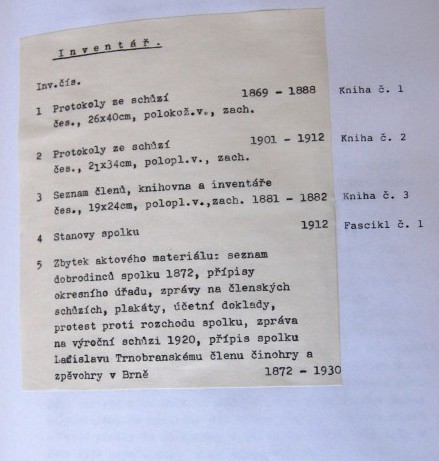 Inventář.
Inv.čís.
1 Protokoly ze schůzí 1869 - 1888 Kniha č. 1
čes., 26x40cm, polokož.v., zach.
2 Protokoly ze schůzí 1901 - 1912 Kniha č. 2
čes., 21x34cm, polopl.v., zach.
3 Seznam členů, knihovna a inventáře
čes., 19x24cm, polopl.v.,zach. 1881 - 1882 Kniha č. 3
4 Stanovy spolku 1912 Fascikl č. 1
5 Zbytek aktového materiálu: seznam
dobrodinců spolku 1872, přípisy
okresního úřadu, zprávy na členských
schůzích, plakáty, účetní doklady,
protest proti rozchodu spolku, zpráva
na výroční schůzi 1920, přípis spolku
Laďislavu Trnobranskému členu činohry a
zpěvohry v Brně 1872 - 1930